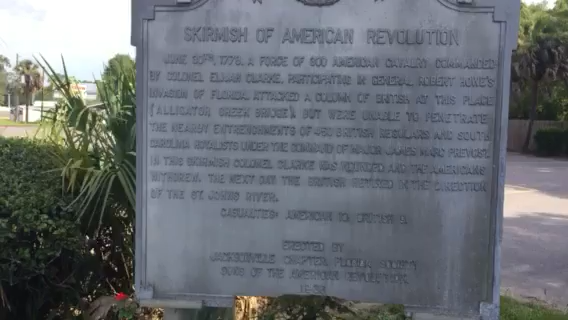 SKIRMISH OF AMERICAN REVOLUTION
JUNE 30TH, 1778, A FORCE OF 300 AMERICAN CAVALRY COMMANDED
BY COLONEL ELIJAH CLARKE, PARTICIPATING IN GENERAL ROBERT HOWE'S
INVASION OF FLORIDA, ATTACKED A COLUMN OF BRITISH AT THIS PLACE
(ALLIGATOR CREEK BRIDGE), BUT WERE UNABLE TO PENETRATE
THE NEARBY ENTRENCHMENTS OF 450 BRITISH REGULARS AND SOUTH
CAROLINA ROYALISTS UNDER THE COMMAND OF MAJOR JAMES MARC PREVOST.
IN THIS SKIRMISH COLONEL CLARKE WAS WOUNDED AND THE AMERICANS
WITHDREW. THE NEXT DAY THE BRITISH RETIRED IN THE DIRECTION
OF THE ST. JOHNS RIVER.
CASUALTIES: AMERICAN BRITISH
ERECTED BY
JACKSONVILLE CHAPTER, FLORIDA SOCIETY
SONS OF THE AMERICAN REVOLUTION.